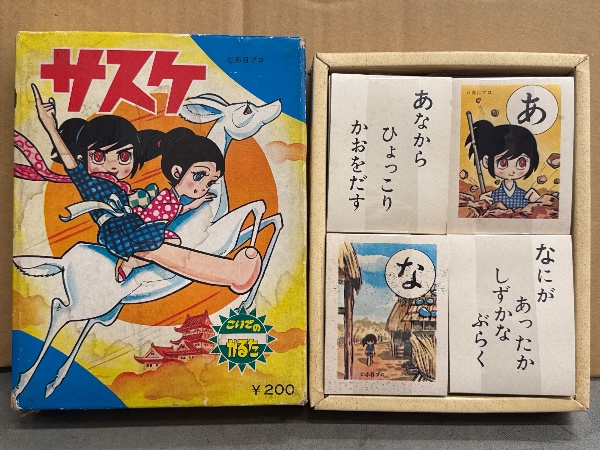 サスケ
©赤目プロ
こいでの
かるた
¥200
あなから
ひょっこり
かおをだす
©赤目プロ
あ
な
©赤目プロ
なにが
あったか
しずかな
ぶらく